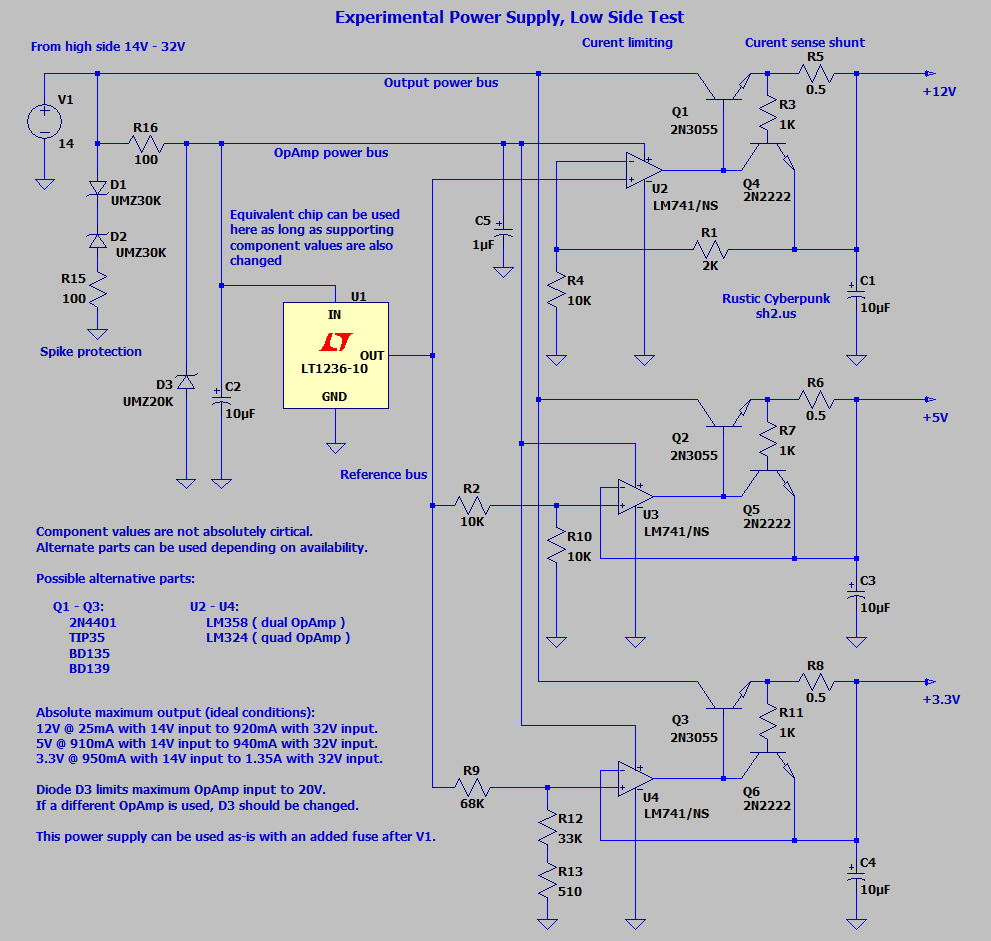 Experimental Power Supply, Low Side Test
From high side 14V - 32V
Curent limiting
Curent sense shunt
R5
0.5
+12V
Output power bus
V1
14
R16
100
OpAmp power bus
Q1
2N3055
R3
1K
D1
UMZ30K
D2
UMZ30K
R15
100
Spike protection
Equivalent chip can be used
here as long as supporting
component values are also
changed
C5
1µF
U2
LM741/NS
Q4
2N2222
R1
2K
R4
10K
Rustic Cyberpunk
sh2.us
C1
10µF
U1
IN
OUT
LT1236-10
GND
D3
UMZ20K
C2
10µF
Reference bus
R6
0.5
+5V
Q2
2N3055
R7
1K
R2
10K
U3
LM741/NS
Q5
2N2222
R10
10K
C3
10µF
Component values are not absolutely cirtical.
Alternate parts can be used depending on availability.
Possible alternative parts:
Q1 - Q3:
2N4401
TIP35
BD135
BD139
U2 - U4:
LM358 ( dual OpAmp )
LM324 ( quad OpAmp )
R8
0.5
+3.3V
Q3
2N3055
R11
1K
R9
68K
U4
LM741/NS
Q6
2N2222
R12
33K
R13
510
C4
10µF
Absolute maximum output (ideal conditions):
12V @ 25mA with 14V input to 920mA with 32V input.
5V @ 910mA with 14V input to 940mA with 32V input.
3.3V @ 950mA with 14V input to 1.35A with 32V input.
Diode D3 limits maximum OpAmp input to 20V.
If a different OpAmp is used, D3 should be changed.
This power supply can be used as-is with an added fuse after V1.